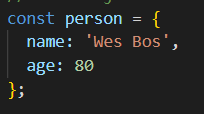 const person = {
  name: 'Wes Bos',
  age: 80
};